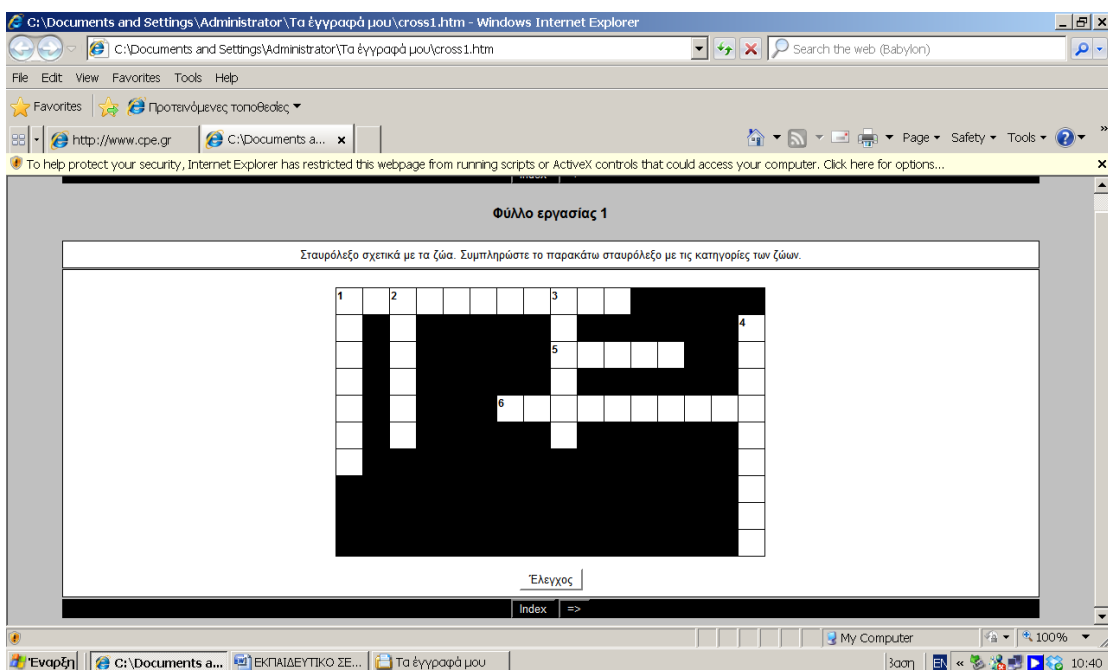 C:\Documents and Settings\Administrator\Τα έγγραφά μου\cross1.htm - Windows Internet Explorer
C:\Documents and Settings\Administrator\Τα έγγραφά μου\cross1.htm
Search the web (Babylon)
File Edit View Favorites Tools Help
Favorites Προτεινόμενες τοποθεσίες
http://www.cpe.gr C:\Documents a... Page Safety Tools »
To help protect your security, Internet Explorer has restricted this webpage from running scripts or ActiveX controls that could access your computer. Click here for options...
Φύλλο εργασίας 1
Σταυρόλεξο σχετικά με τα ζώα. Συμπληρώστε το παρακάτω σταυρόλεξο με τις κατηγορίες των ζώων.
1 2 3
4
5
6
Έλεγχος
Index =>
My Computer 100%
Έναρξη C:\Documents a... ΕΚΠΑΙΔΕΥΤΙΚΟ ΣΕ... Τα έγγραφά μου EN « 10:40